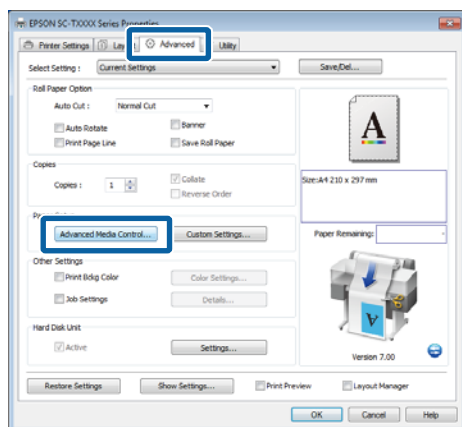 EPSON SC-TXXXX Series Properties
Printer Settings Advanced Utility
Select Setting : Current Settings Save/Del...
Roll Paper Option
Auto Cut : Normal Cut
Auto Rotate Banner
Print Page Line Save Roll Paper
A
Copies
Copies : 1 Collate
Reverse Order
Size:A4 210 x 297 mm
Advanced Media Control... Custom Settings...
Paper Remaining: -
Other Settings
Print Bckg Color Color Settings...
Job Settings Details...
A
Hard Disk Unit
Active Settings...
Version 7.00
Restore Settings Show Settings... Print Preview Layout Manager
OK Cancel Help